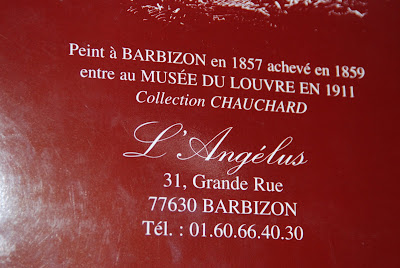 Peint à BARBIZON en 1857 achevé en 1859
entre au MUSÉE DU LOUVRE EN 1911
Collection CHAUCHARD
L'Angélus
31, Grande Rue
77630 BARBIZON
Tél. : 01.60.66.40.30